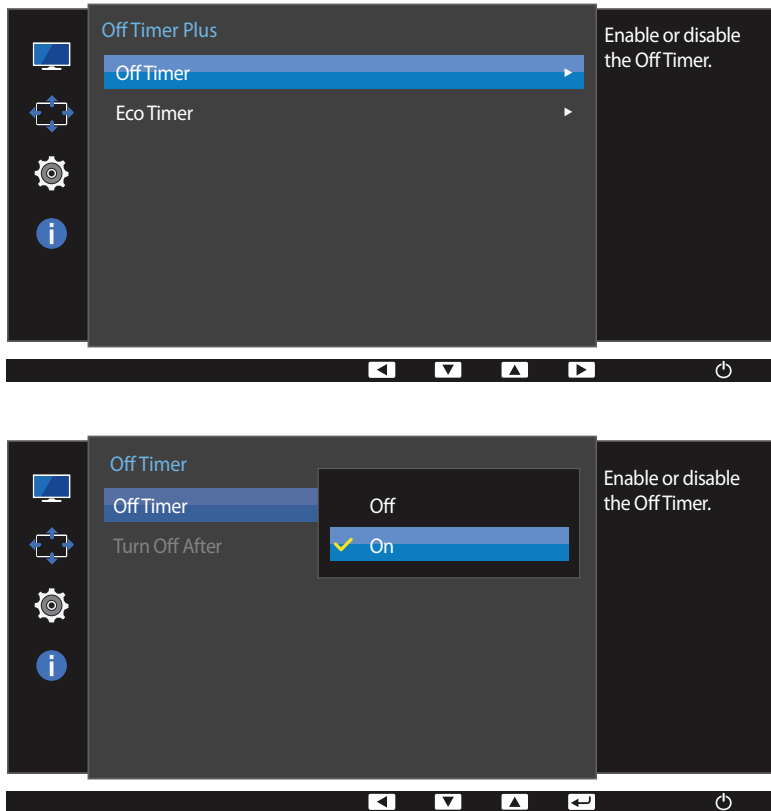 Off Timer Plus
Off Timer
Eco Timer
Enable or disable
the Off Timer.
Off Timer
Off Timer
Off
On
Turn Off After
Enable or disable
the Off Timer.